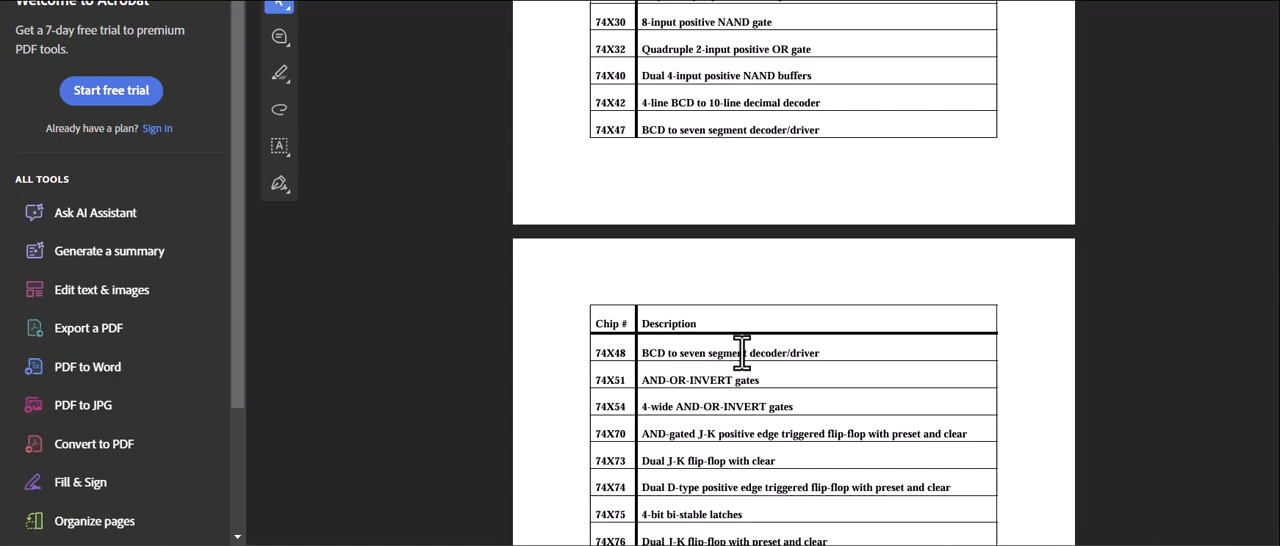 Welcome to Acrobat
Get a 7-day free trial to premium
PDF tools.
Start free trial
Already have a plan? Sign in
ALL TOOLS
Ask AI Assistant
Generate a summary
Edit text & images
Export a PDF
PDF to Word
PDF to JPG
Convert to PDF
Fill & Sign
Organize pages
74X30 8-input positive NAND gate
74X32 Quadruple 2-input positive OR gate
74X40 Dual 4-input positive NAND buffers
74X42 4-line BCD to 10-line decimal decoder
74X47 BCD to seven segment decoder/driver
Chip # Description
74X48 BCD to seven segment decoder/driver
74X51 AND-OR-INVERT gates
74X54 4-wide AND-OR-INVERT gates
74X70 AND-gated J-K positive edge triggered flip-flop with preset and clear
74X73 Dual J-K flip-flop with clear
74X74 Dual D-type positive edge triggered flip-flop with preset and clear
74X75 4-bit bi-stable latches
74X76 Dual J-K flip-flop with preset and clear